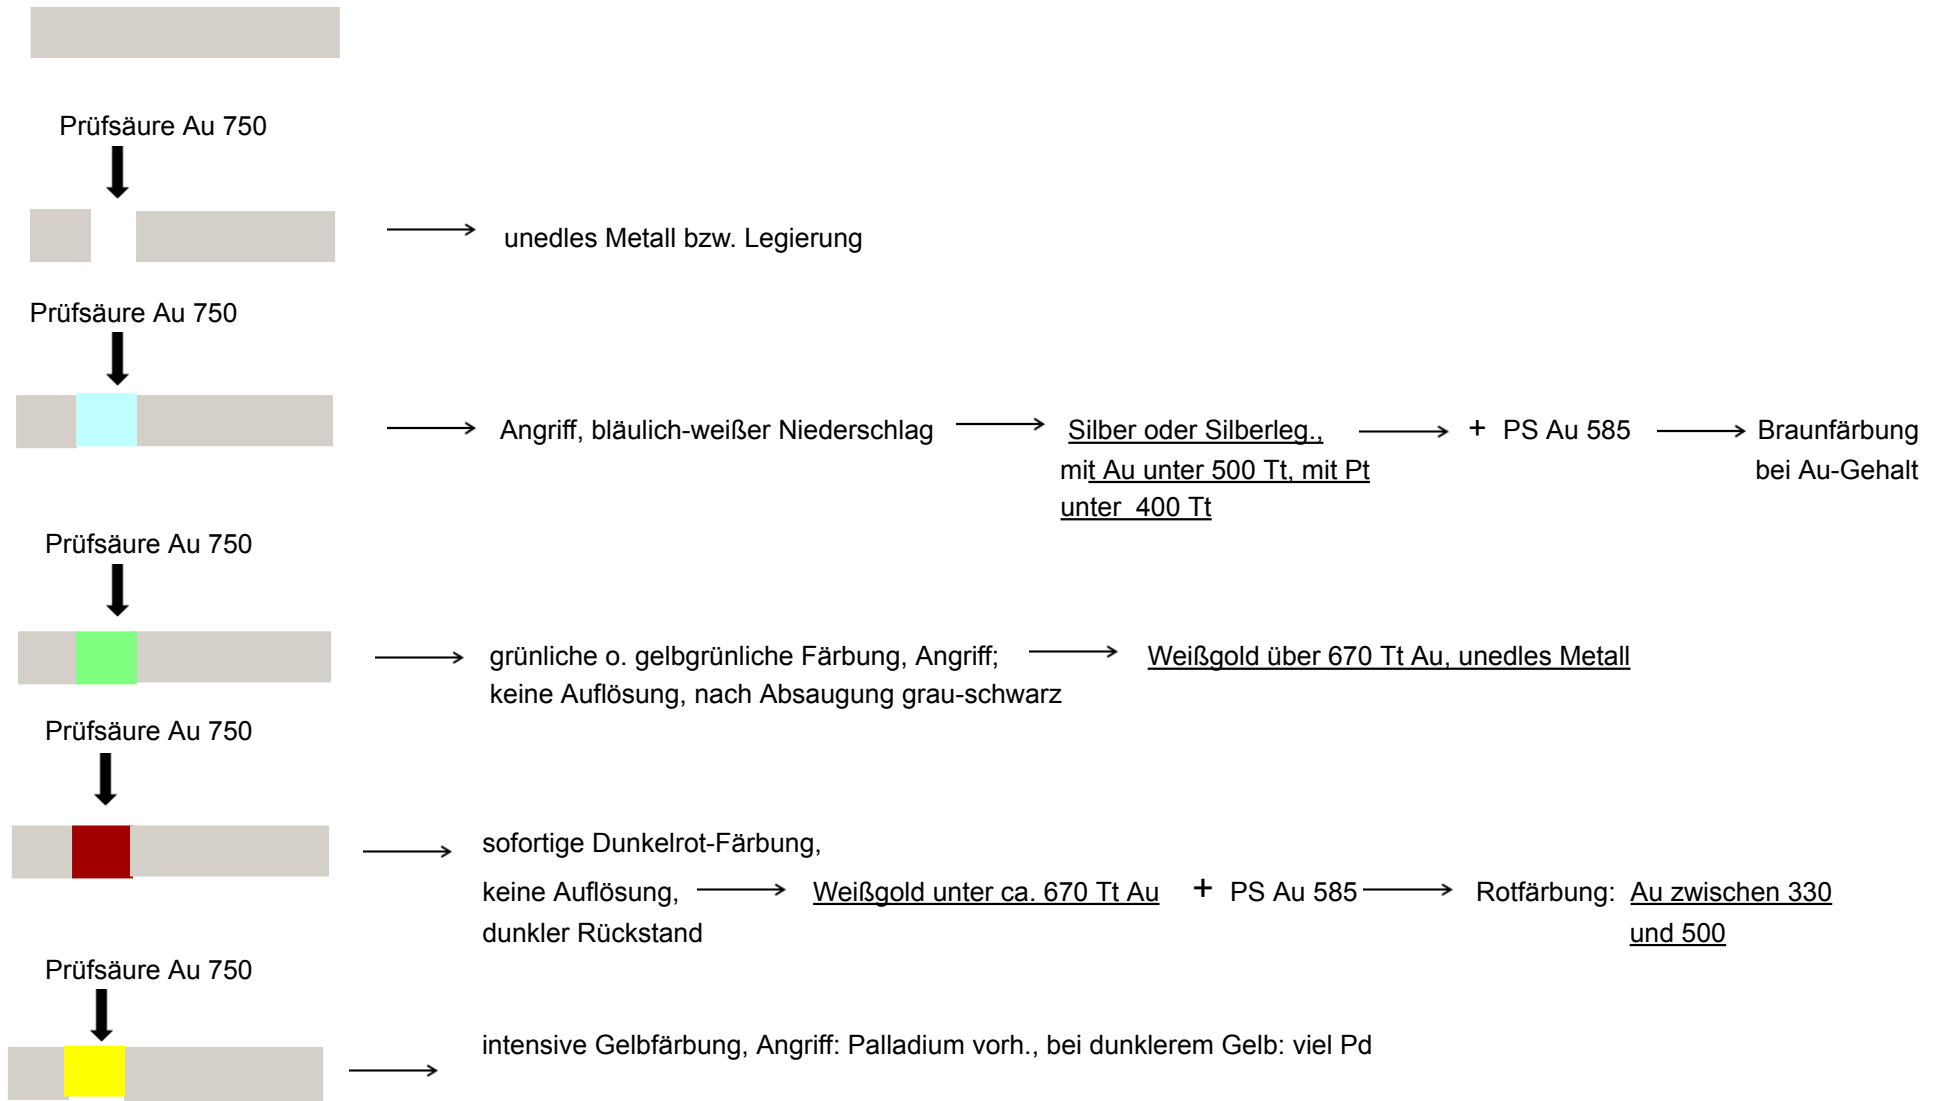 Prüfsäure Au 750
unedles Metall bzw. Legierung
Prüfsäure Au 750
Angriff, bläulich-weißer Niederschlag
Silber oder Silberleg.,
mit Au unter 500 Tt, mit Pt
unter 400 Tt
+ PS Au 585
Braunfärbung
bei Au-Gehalt
Prüfsäure Au 750
grünliche o. gelbgrünliche Färbung, Angriff;
keine Auflösung, nach Absaugung grau-schwarz
Weißgold über 670 Tt Au, unedles Metall
Prüfsäure Au 750
sofortige Dunkelrot-Färbung,
keine Auflösung,
dunkler Rückstand
Weißgold unter ca. 670 Tt Au
+ PS Au 585
Rotfärbung: Au zwischen 330
und 500
Prüfsäure Au 750
intensive Gelbfärbung, Angriff: Palladium vorh., bei dunklerem Gelb: viel Pd